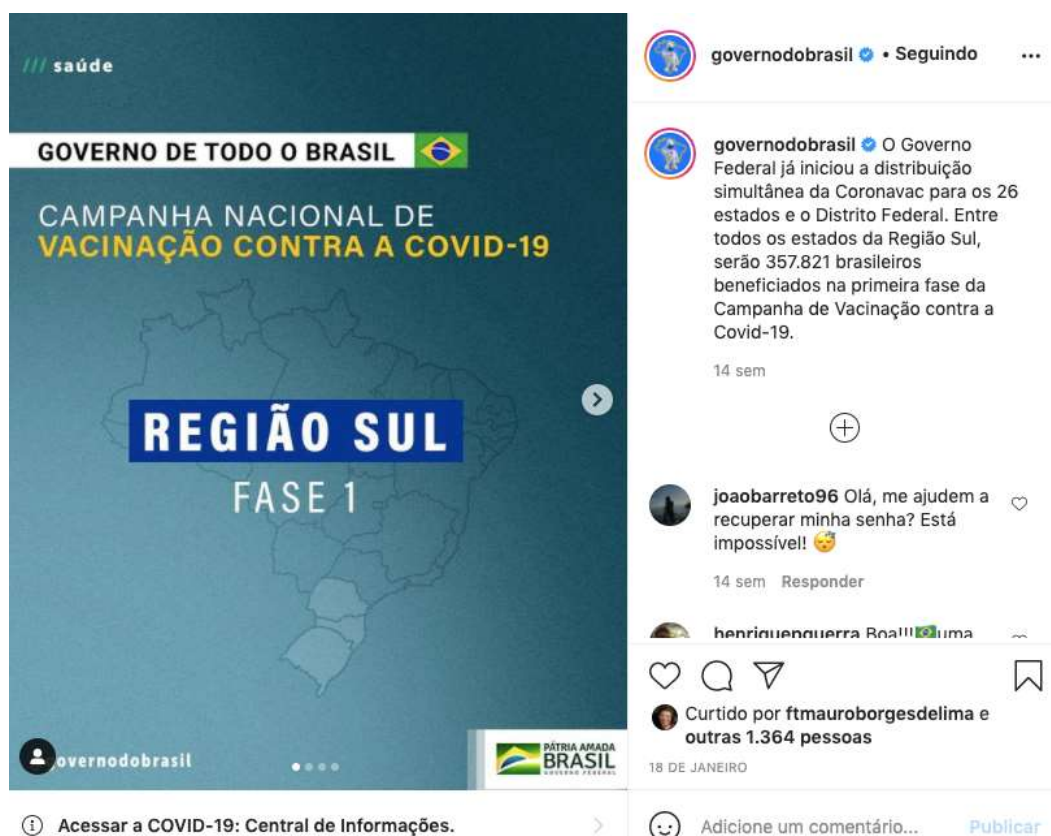 /// saúde
GOVERNO DE TODO O BRASIL
CAMPANHA NACIONAL DE
VACINAÇÃO CONTRA A COVID-19
REGIÃO SUL
FASE 1
overnodobrasil
PÁTRIA AMADA
BRASIL
GOVERNO FEDERAL
Acessar a COVID-19: Central de Informações.
governodobrasil • Seguindo
governodobrasil O Governo
Federal já iniciou a distribuição
simultânea da Coronavac para os 26
estados e o Distrito Federal. Entre
todos os estados da Região Sul,
serão 357.821 brasileiros
beneficiados na primeira fase da
Campanha de Vacinação contra a
Covid-19.
14 sem
joaobarreto96 Olá, me ajudem a
recuperar minha senha? Está
impossível! 😴
14 sem Responder
henriquenguerra Boa!!!🇧🇷uma
Curtido por ftmauroborgesdelima e
outras 1.364 pessoas
18 DE JANEIRO
Adicione um comentário... Publicar